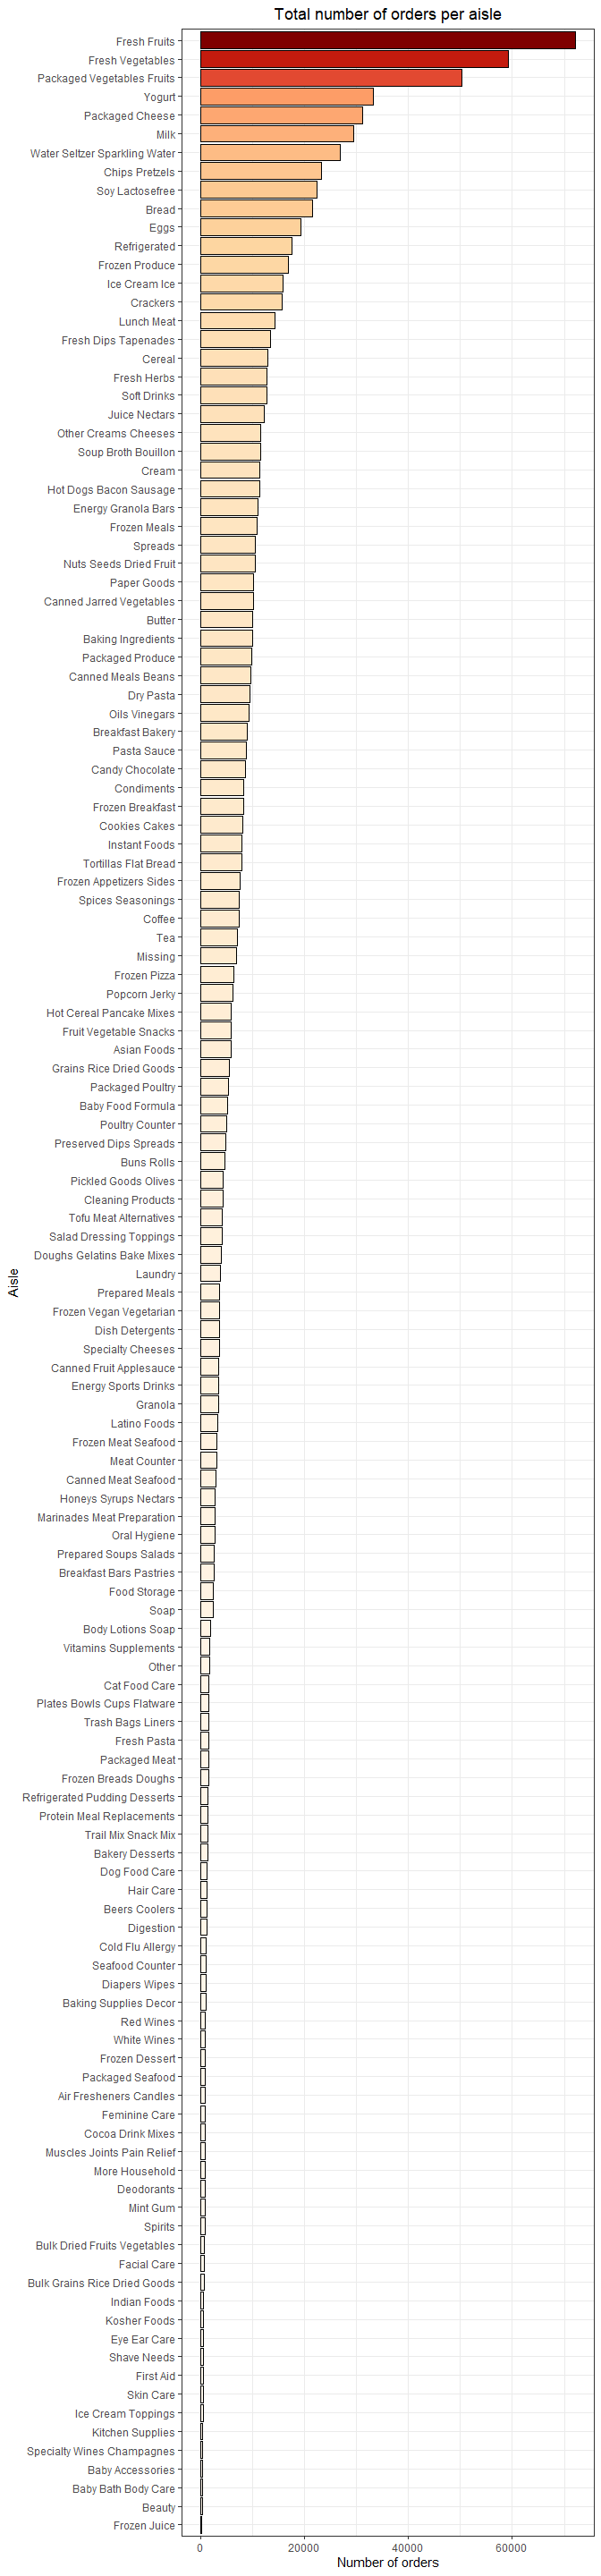 Total number of orders per aisle
Fresh Fruits
Fresh Vegetables
Packaged Vegetables Fruits
Yogurt
Packaged Cheese
Milk
Water Seltzer Sparkling Water
Chips Pretzels
Soy Lactosefree
Bread
Eggs
Refrigerated
Frozen Produce
Ice Cream Ice
Crackers
Lunch Meat
Fresh Dips Tapenades
Cereal
Fresh Herbs
Soft Drinks
Juice Nectars
Other Creams Cheeses
Soup Broth Bouillon
Cream
Hot Dogs Bacon Sausage
Energy Granola Bars
Frozen Meals
Spreads
Nuts Seeds Dried Fruit
Paper Goods
Canned Jarred Vegetables
Butter
Baking Ingredients
Packaged Produce
Canned Meals Beans
Dry Pasta
Oils Vinegars
Breakfast Bakery
Pasta Sauce
Candy Chocolate
Condiments
Frozen Breakfast
Cookies Cakes
Instant Foods
Tortillas Flat Bread
Frozen Appetizers Sides
Spices Seasonings
Coffee
Tea
Missing
Frozen Pizza
Popcorn Jerky
Hot Cereal Pancake Mixes
Fruit Vegetable Snacks
Asian Foods
Grains Rice Dried Goods
Packaged Poultry
Baby Food Formula
Poultry Counter
Preserved Dips Spreads
Buns Rolls
Pickled Goods Olives
Cleaning Products
Tofu Meat Alternatives
Salad Dressing Toppings
Doughs Gelatins Bake Mixes
Laundry
Aisle
Prepared Meals
Frozen Vegan Vegetarian
Dish Detergents
Specialty Cheeses
Canned Fruit Applesauce
Energy Sports Drinks
Granola
Latino Foods
Frozen Meat Seafood
Meat Counter
Canned Meat Seafood
Honeys Syrups Nectars
Marinades Meat Preparation
Oral Hygiene
Prepared Soups Salads
Breakfast Bars Pastries
Food Storage
Soap
Body Lotions Soap
Vitamins Supplements
Other
Cat Food Care
Plates Bowls Cups Flatware
Trash Bags Liners
Fresh Pasta
Packaged Meat
Frozen Breads Doughs
Refrigerated Pudding Desserts
Protein Meal Replacements
Trail Mix Snack Mix
Bakery Desserts
Dog Food Care
Hair Care
Beers Coolers
Digestion
Cold Flu Allergy
Seafood Counter
Diapers Wipes
Baking Supplies Decor
Red Wines
White Wines
Frozen Dessert
Packaged Seafood
Air Fresheners Candles
Feminine Care
Cocoa Drink Mixes
Muscles Joints Pain Relief
More Household
Deodorants
Mint Gum
Spirits
Bulk Dried Fruits Vegetables
Facial Care
Bulk Grains Rice Dried Goods
Indian Foods
Kosher Foods
Eye Ear Care
Shave Needs
First Aid
Skin Care
Ice Cream Toppings
Kitchen Supplies
Specialty Wines Champagnes
Baby Accessories
Baby Bath Body Care
Beauty
Frozen Juice
0 20000 40000 60000
Number of orders